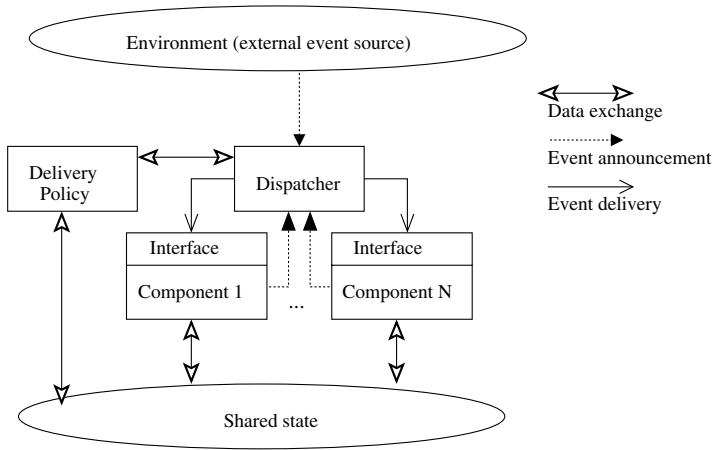 Environment (external event source)
Data exchange
Event announcement
Event delivery
Delivery
Policy
Dispatcher
Interface
Component 1
...
Interface
Component N
Shared state